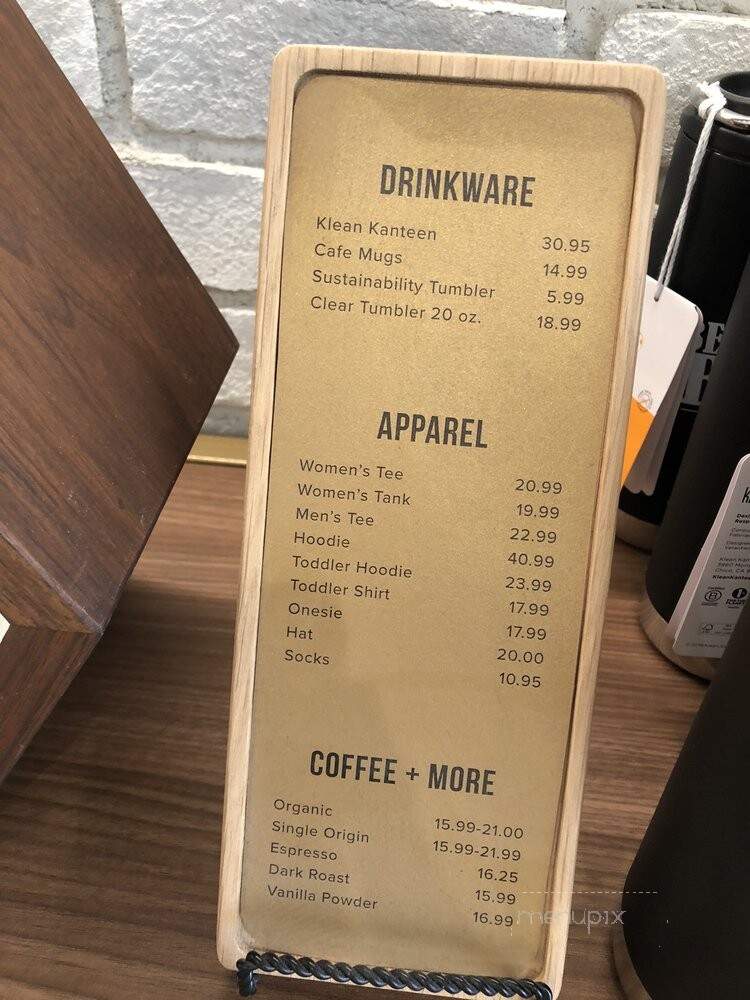 DRINKWARE
Klean Kanteen 30.95
Cafe Mugs 14.99
Sustainability Tumbler 5.99
Clear Tumbler 20 oz. 18.99
APPAREL
Women's Tee 20.99
Women's Tank 19.99
Men's Tee 22.99
Hoodie 40.99
Toddler Hoodie 23.99
Toddler Shirt 17.99
Onesie 17.99
Hat 20.00
Socks 10.95
COFFEE + MORE
Organic 15.99-21.00
Single Origin 15.99-21.99
Espresso 16.25
Dark Roast 15.99
Vanilla Powder 16.99
menupix